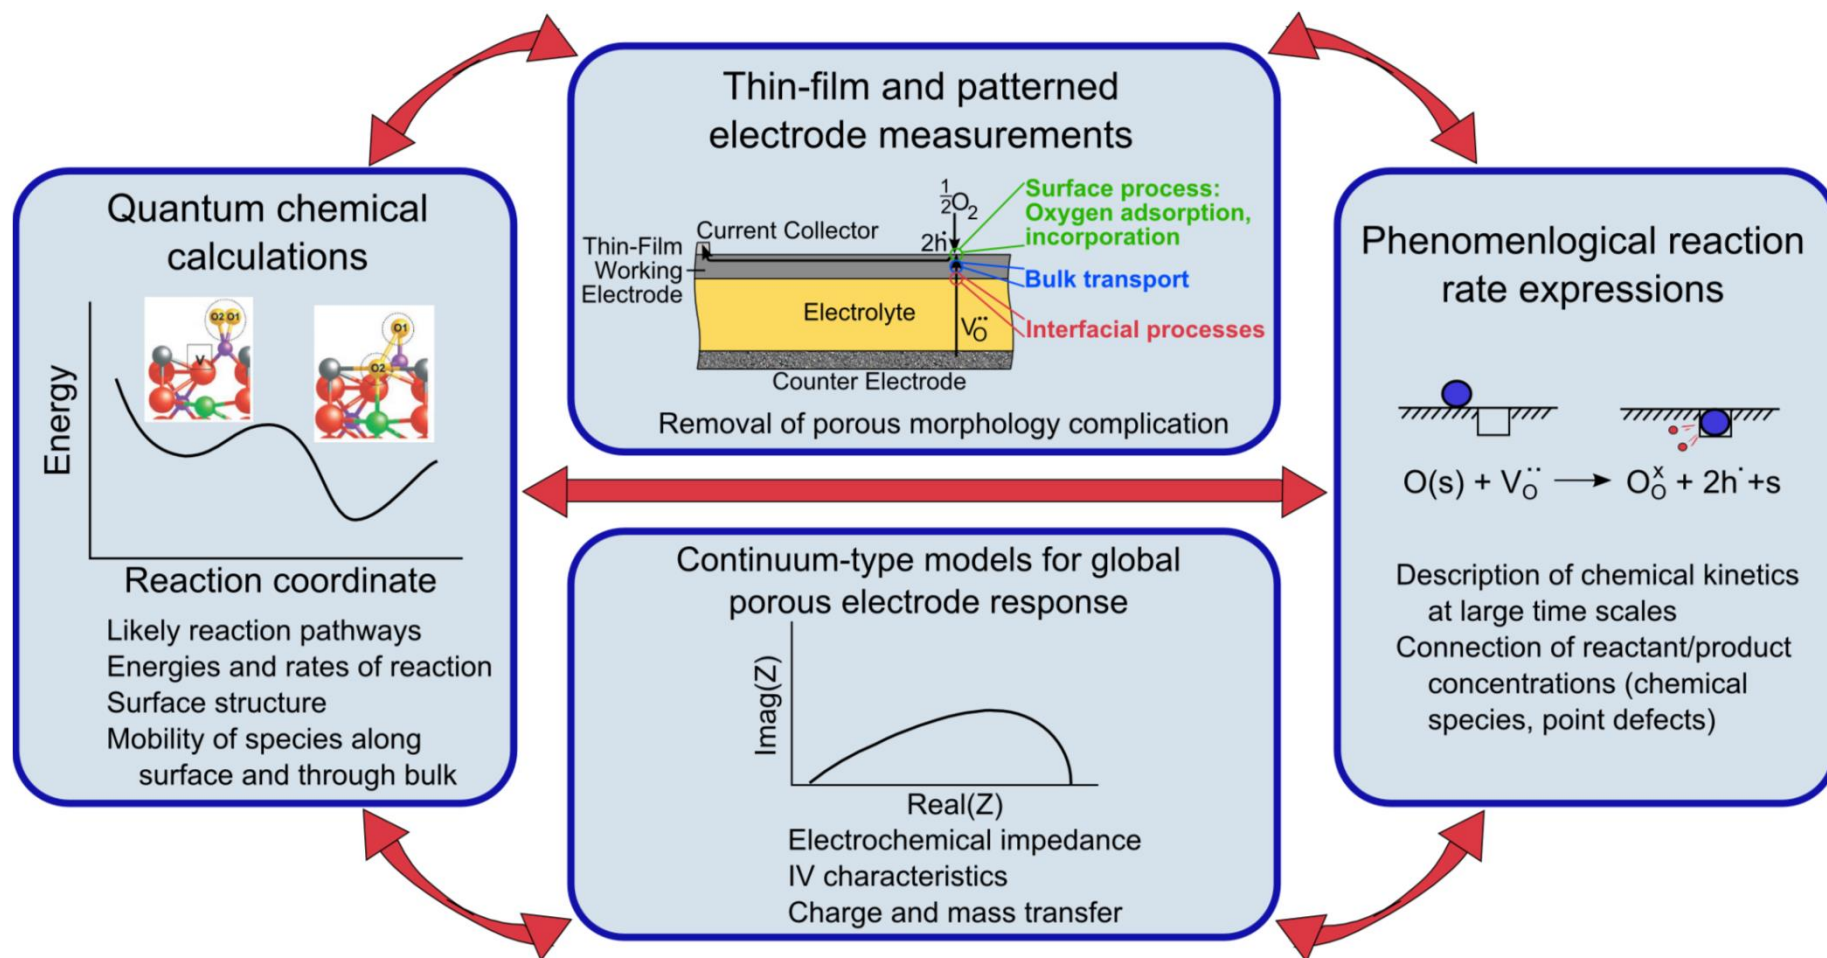 Thin-film and patterned
electrode measurements
½O₂
Surface process:
Oxygen adsorption,
incorporation
Current Collector
2h˙
Thin-Film
Working
Electrode
Bulk transport
Electrolyte
V_O¨
Interfacial processes
Counter Electrode
Removal of porous morphology complication
Quantum chemical
calculations
Energy
O2 O1
V
O1
O2
Reaction coordinate
Likely reaction pathways
Energies and rates of reaction
Surface structure
Mobility of species along
surface and through bulk
Continuum-type models for global
porous electrode response
Imag(Z)
Real(Z)
Electrochemical impedance
IV characteristics
Charge and mass transfer
Phenomenlogical reaction
rate expressions
O(s) + V_O¨ → O_O^x + 2h˙+s
Description of chemical kinetics
at large time scales
Connection of reactant/product
concentrations (chemical
species, point defects)